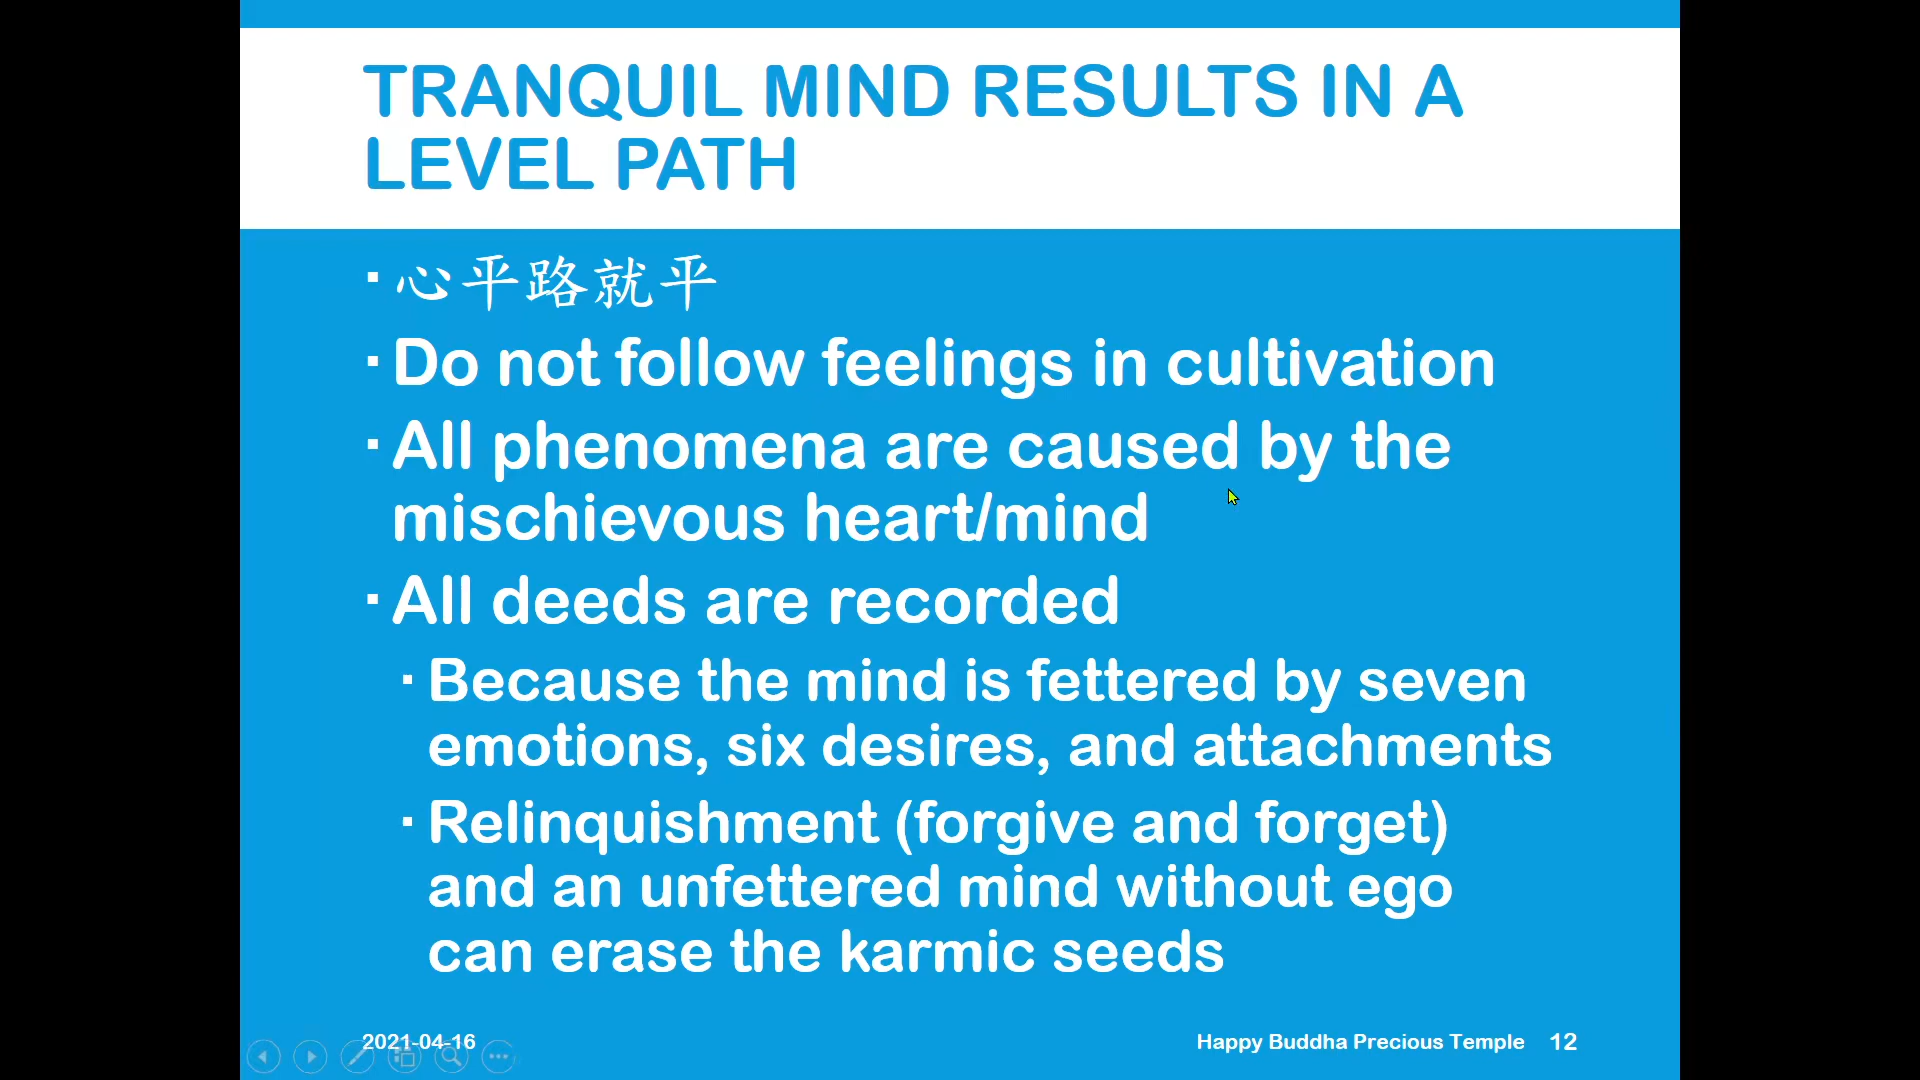 TRANQUIL MIND RESULTS IN A
LEVEL PATH
▪ 心平路就平
▪ Do not follow feelings in cultivation
▪ All phenomena are caused by the
mischievous heart/mind
▪ All deeds are recorded
▪ Because the mind is fettered by seven
emotions, six desires, and attachments
▪ Relinquishment (forgive and forget)
and an unfettered mind without ego
can erase the karmic seeds
2021-04-16
Happy Buddha Precious Temple 12